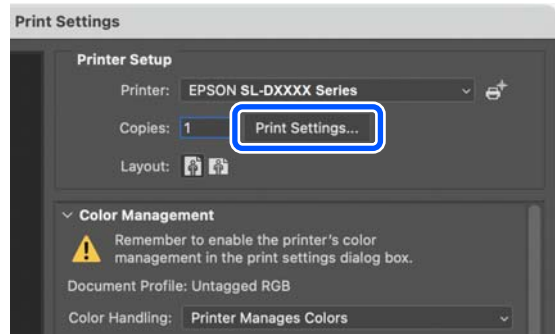 Print Settings
Printer Setup
Printer: EPSON SL-DXXXX Series
Copies: 1 Print Settings...
Layout:
Color Management
Remember to enable the printer's color
management in the print settings dialog box.
Document Profile: Untagged RGB
Color Handling: Printer Manages Colors